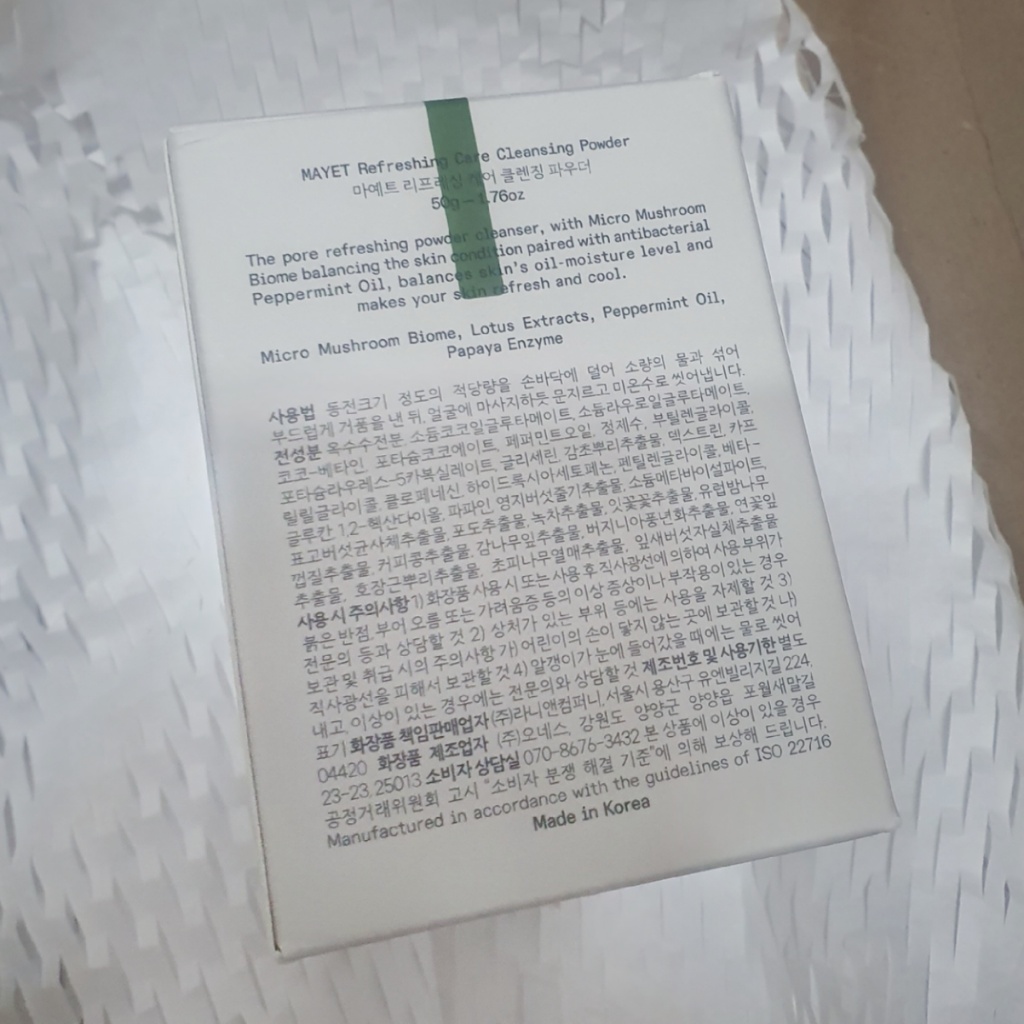 MAYET Refreshing Care Cleansing Powder
마예트 리프레싱 케어 클렌징 파우더
50g — 1.76oz
The pore refreshing powder cleanser, with Micro Mushroom
Biome balancing the skin condition paired with antibacterial
Peppermint Oil, balances skin's oil-moisture level and
makes your skin refresh and cool.
Micro Mushroom Biome, Lotus Extracts, Peppermint Oil,
Papaya Enzyme
사용법 동전크기 정도의 적당량을 손바닥에 덜어 소량의 물과 섞어
부드럽게 거품을 낸 뒤, 얼굴에 마사지하듯 문지르고 미온수로 씻어냅니다.
전성분 옥수수전분, 소듐코코일글루타메이트, 소듐라우로일글루타메이트,
코코-베타인, 포타슘코코에이트, 페퍼민트오일, 정제수, 부틸렌글라이콜,
포타슘라우레스-5카복실레이트, 글리세린, 감초뿌리추출물, 덱스트린, 카프
릴릴글라이콜, 클로페네신, 하이드록시아세토페논, 펜틸렌글라이콜, 베타-
글루칸, 1,2-헥산다이올, 파파인, 영지버섯줄기추출물, 소듐메타바이설파이트,
표고버섯균사체추출물, 포도추출물, 녹차추출물, 잇꽃꽃추출물, 유럽밤나무
껍질추출물, 커피콩추출물, 감나무잎추출물, 버지니아풍년화추출물, 연꽃잎
추출물, 호장근뿌리추출물, 초피나무열매추출물, 잎새버섯자실체추출물
사용 시 주의사항 1) 화장품 사용 시 또는 사용 후 직사광선에 의하여 사용 부위가
붉은 반점, 부어 오름 또는 가려움증 등의 이상 증상이나 부작용이 있는 경우
전문의 등과 상담할 것 2) 상처가 있는 부위 등에는 사용을 자제할 것 3)
보관 및 취급 시의 주의사항 가) 어린이의 손이 닿지 않는 곳에 보관할 것 나)
직사광선을 피해서 보관할 것 4) 알갱이가 눈에 들어갔을 때에는 물로 씻어
내고, 이상이 있는 경우에는 전문의와 상담할 것 제조번호 및 사용기한 별도
표기 화장품 책임판매업자 (주)라니앤컴퍼니, 서울시 용산구 유엔빌리지길 224,
04420 화장품 제조업자 (주)오네스, 강원도 양양군 양양읍 포월새말길
23-23, 25013 소비자 상담실 070-8676-3432 본 상품에 이상이 있을 경우
공정거래위원회 고시 "소비자 분쟁 해결 기준"에 의해 보상해 드립니다.
Manufactured in accordance with the guidelines of ISO 22716
Made in Korea